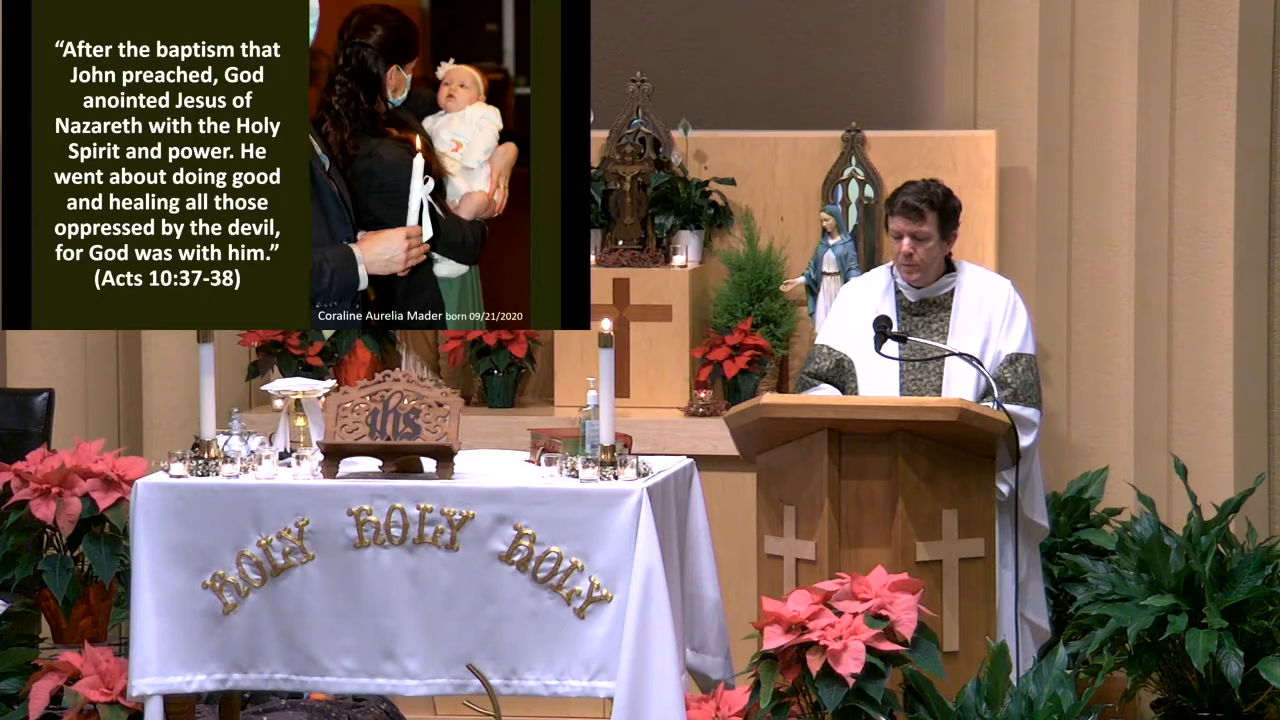 “After the baptism that
John preached, God
anointed Jesus of
Nazareth with the Holy
Spirit and power. He
went about doing good
and healing all those
oppressed by the devil,
for God was with him.”
(Acts 10:37-38)
Coraline Aurelia Mader born 09/21/2020
ihs
HOLY HOLY HOLY